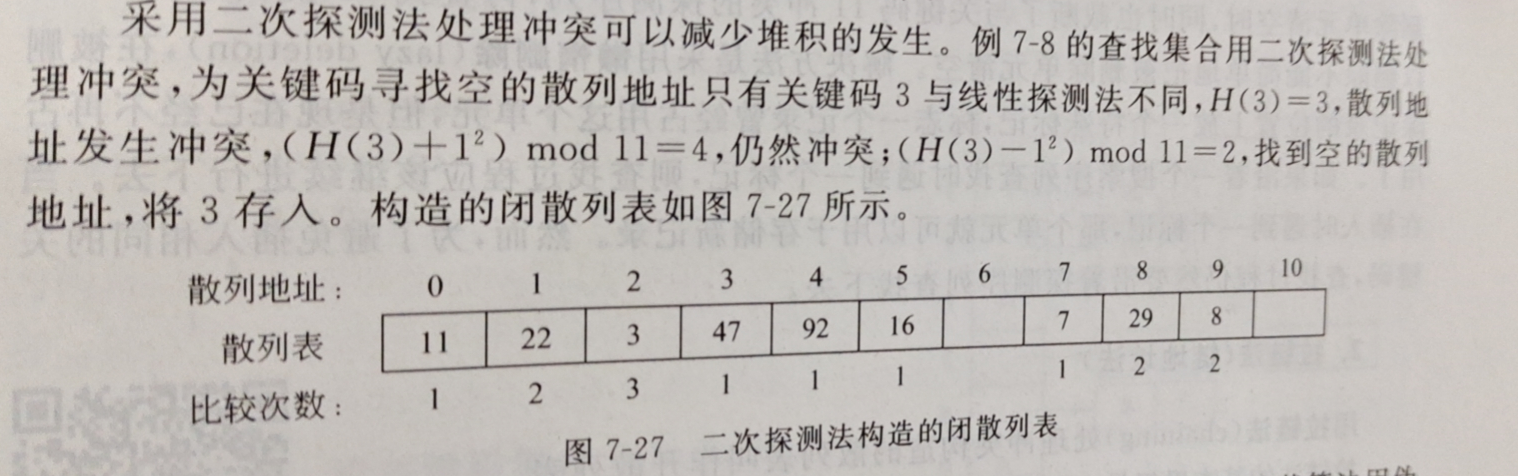 采用二次探测法处理冲突可以减少堆积的发生。例 7-8 的查找集合用二次探测法处
理冲突,为关键码寻找空的散列地址只有关键码 3 与线性探测法不同,H(3)=3,散列地
址发生冲突,(H(3)+1²) mod 11=4,仍然冲突;(H(3)-1²) mod 11=2,找到空的散列
地址,将 3 存入。构造的闭散列表如图 7-27 所示。
散列地址: 0 1 2 3 4 5 6 7 8 9 10
散列表 11 22 3 47 92 16 7 29 8
比较次数: 1 2 3 1 1 1 1 2 2
图 7-27 二次探测法构造的闭散列表